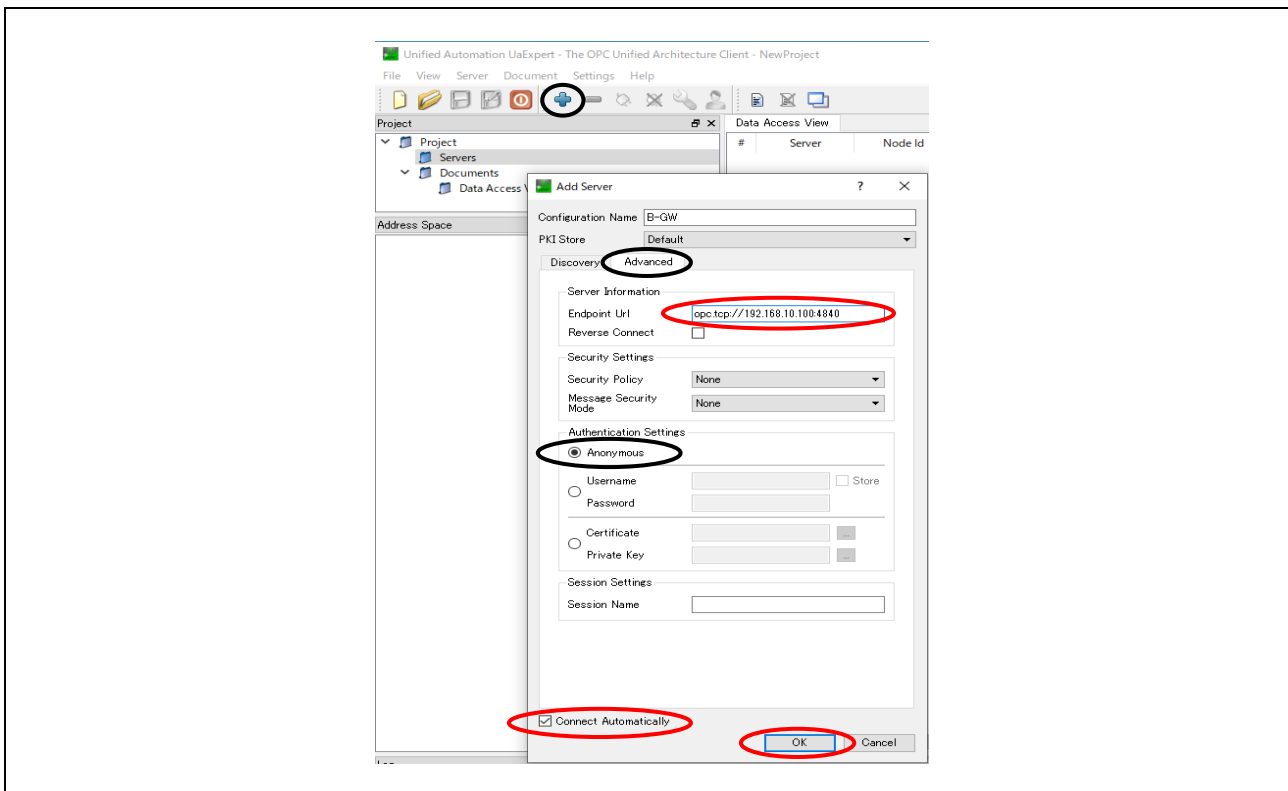 Unified Automation UaExpert - The OPC Unified Architecture Client - NewProject
File View Server Document Settings Help
Project
Data Access View
Project
# Server Node Id
Servers
Documents
Data Access
Add Server ?
Address Space
Configuration Name B-GW
PKI Store Default
Discovery Advanced
Server Information
Endpoint Url opc.tcp://192.168.10.100:4840
Reverse Connect
Security Settings
Security Policy None
Message Security
Mode None
Authentication Settings
Anonymous
Username Store
Password
Certificate ...
Private Key ...
Session Settings
Session Name
Connect Automatically
OK Cancel